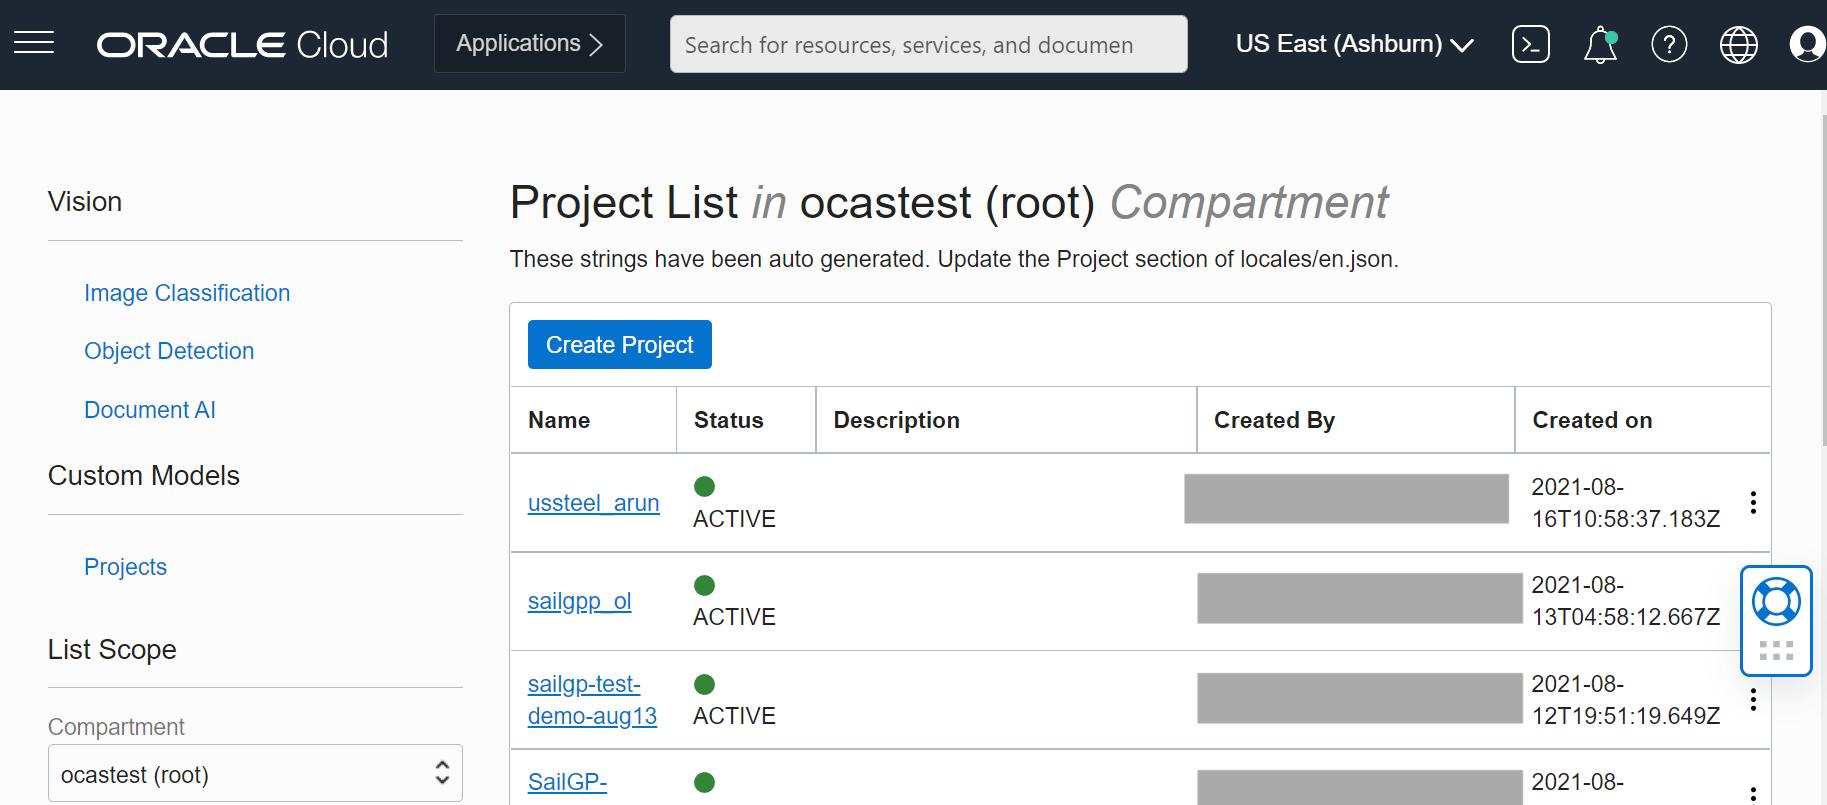 ORACLE Cloud
Applications
Search for resources, services, and documen
US East (Ashburn)
Vision
Image Classification
Object Detection
Document AI
Custom Models
Projects
List Scope
Compartment
ocastest (root)
Project List in ocastest (root) Compartment
These strings have been auto generated. Update the Project section of locales/en.json.
Create Project
Name Status Description Created By Created on
ussteel_arun
ACTIVE
2021-08-
16T10:58:37.183Z
sailgpp_ol
ACTIVE
2021-08-
13T04:58:12.667Z
sailgp-test-
demo-aug13
ACTIVE
2021-08-
12T19:51:19.649Z
SailGP-
2021-08-